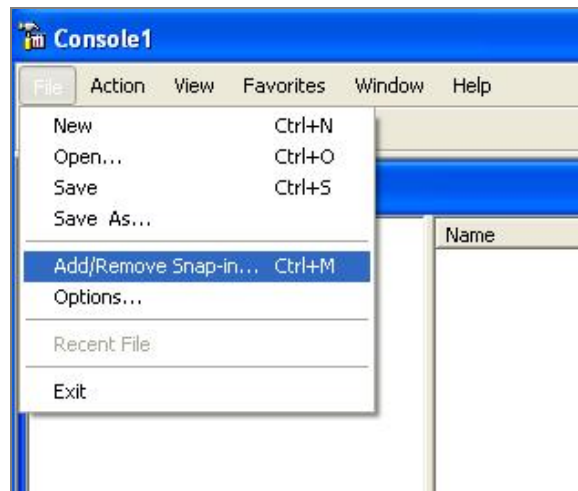 Console1
File Action View Favorites Window Help
New Ctrl+N
Open... Ctrl+O
Save Ctrl+S
Save As...
Name
Add/Remove Snap-in... Ctrl+M
Options...
Recent File
Exit